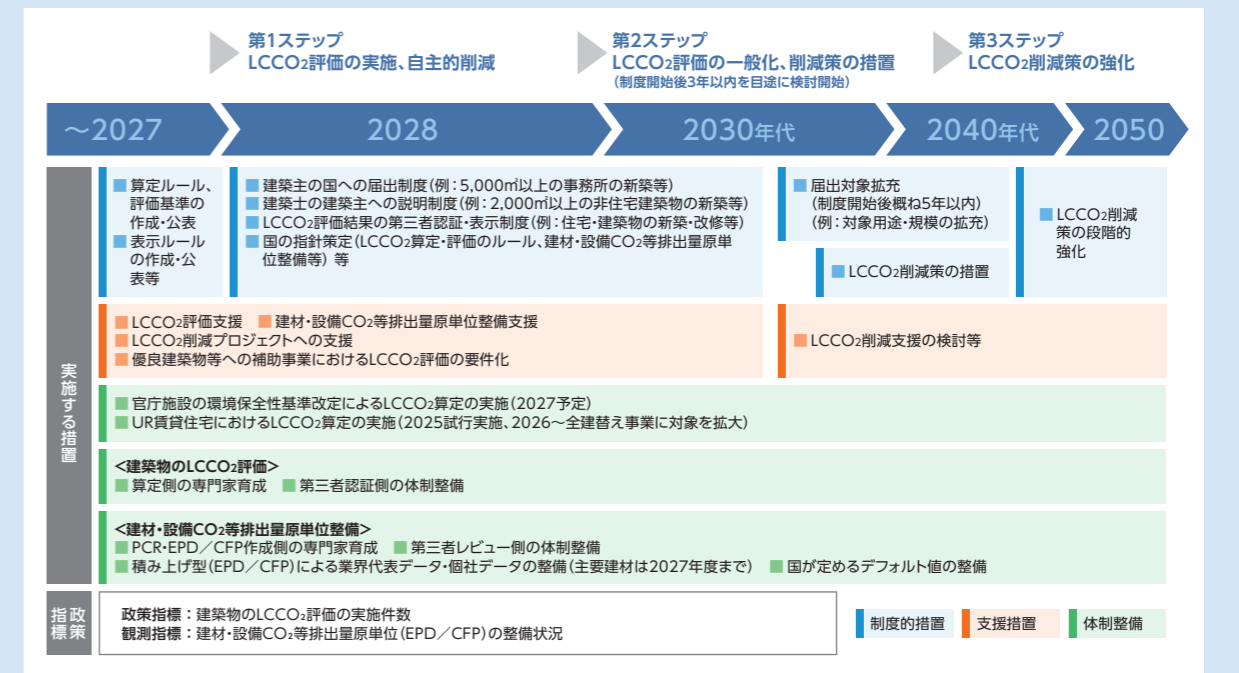 第1ステップ
LCCO₂評価の実施、自主的削減
第2ステップ
LCCO₂評価の一般化、削減策の措置
(制度開始後3年以内を目途に検討開始)
第3ステップ
LCCO₂削減策の強化
～2027
2028
2030年代
2040年代
2050
実施する措置
算定ルール、
評価基準の
作成・公表
表示ルール
の作成・公
表等
建築主の国への届出制度(例：5,000㎡以上の事務所の新築等)
建築士の建築主への説明制度(例：2,000㎡以上の非住宅建築物の新築等)
LCCO₂評価結果の第三者認証・表示制度(例：住宅・建築物の新築・改修等)
国の指針策定(LCCO₂算定・評価のルール、建材・設備CO₂等排出量原単
位整備等) 等
届出対象拡充
(制度開始後概ね5年以内)
(例：対象用途・規模の拡充)
LCCO₂削減策の措置
LCCO₂削減
策の段階的
強化
LCCO₂評価支援 建材・設備CO₂等排出量原単位整備支援
LCCO₂削減プロジェクトへの支援
優良建築物等への補助事業におけるLCCO₂評価の要件化
LCCO₂削減支援の検討等
官庁施設の環境保全性基準改定によるLCCO₂算定の実施(2027予定)
UR賃貸住宅におけるLCCO₂算定の実施(2025試行実施、2026～全建替え事業に対象を拡大)
<建築物のLCCO₂評価>
算定側の専門家育成 第三者認証側の体制整備
<建材・設備CO₂等排出量原単位整備>
PCR・EPD／CFP作成側の専門家育成 第三者レビュー側の体制整備
積み上げ型(EPD／CFP)による業界代表データ・個社データの整備(主要建材は2027年度まで) 国が定めるデフォルト値の整備
政策指標
政策指標：建築物のLCCO₂評価の実施件数
観測指標：建材・設備CO₂等排出量原単位(EPD／CFP)の整備状況
制度的措置
支援措置
体制整備